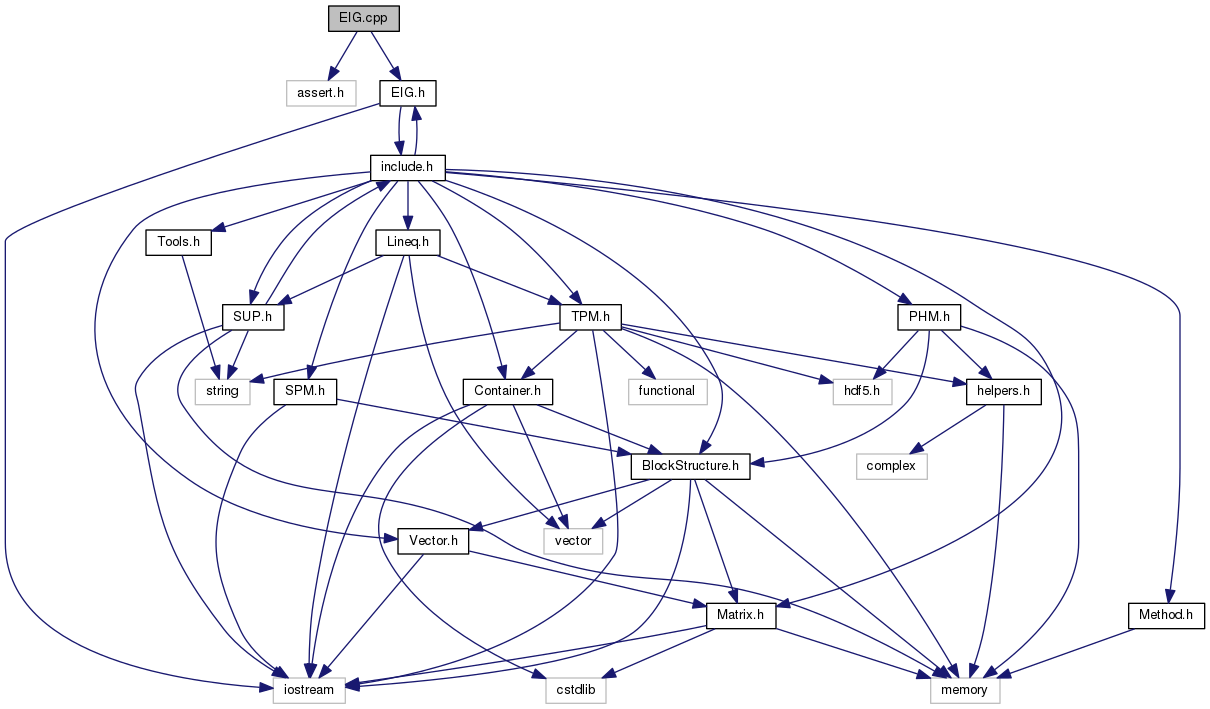 EIG.cpp
assert.h
EIG.h
include.h
Tools.h
Lineq.h
SUP.h
TPM.h
PHM.h
string
SPM.h
Container.h
functional
hdf5.h
helpers.h
BlockStructure.h
complex
Vector.h
vector
Matrix.h
Method.h
iostream
cstdlib
memory